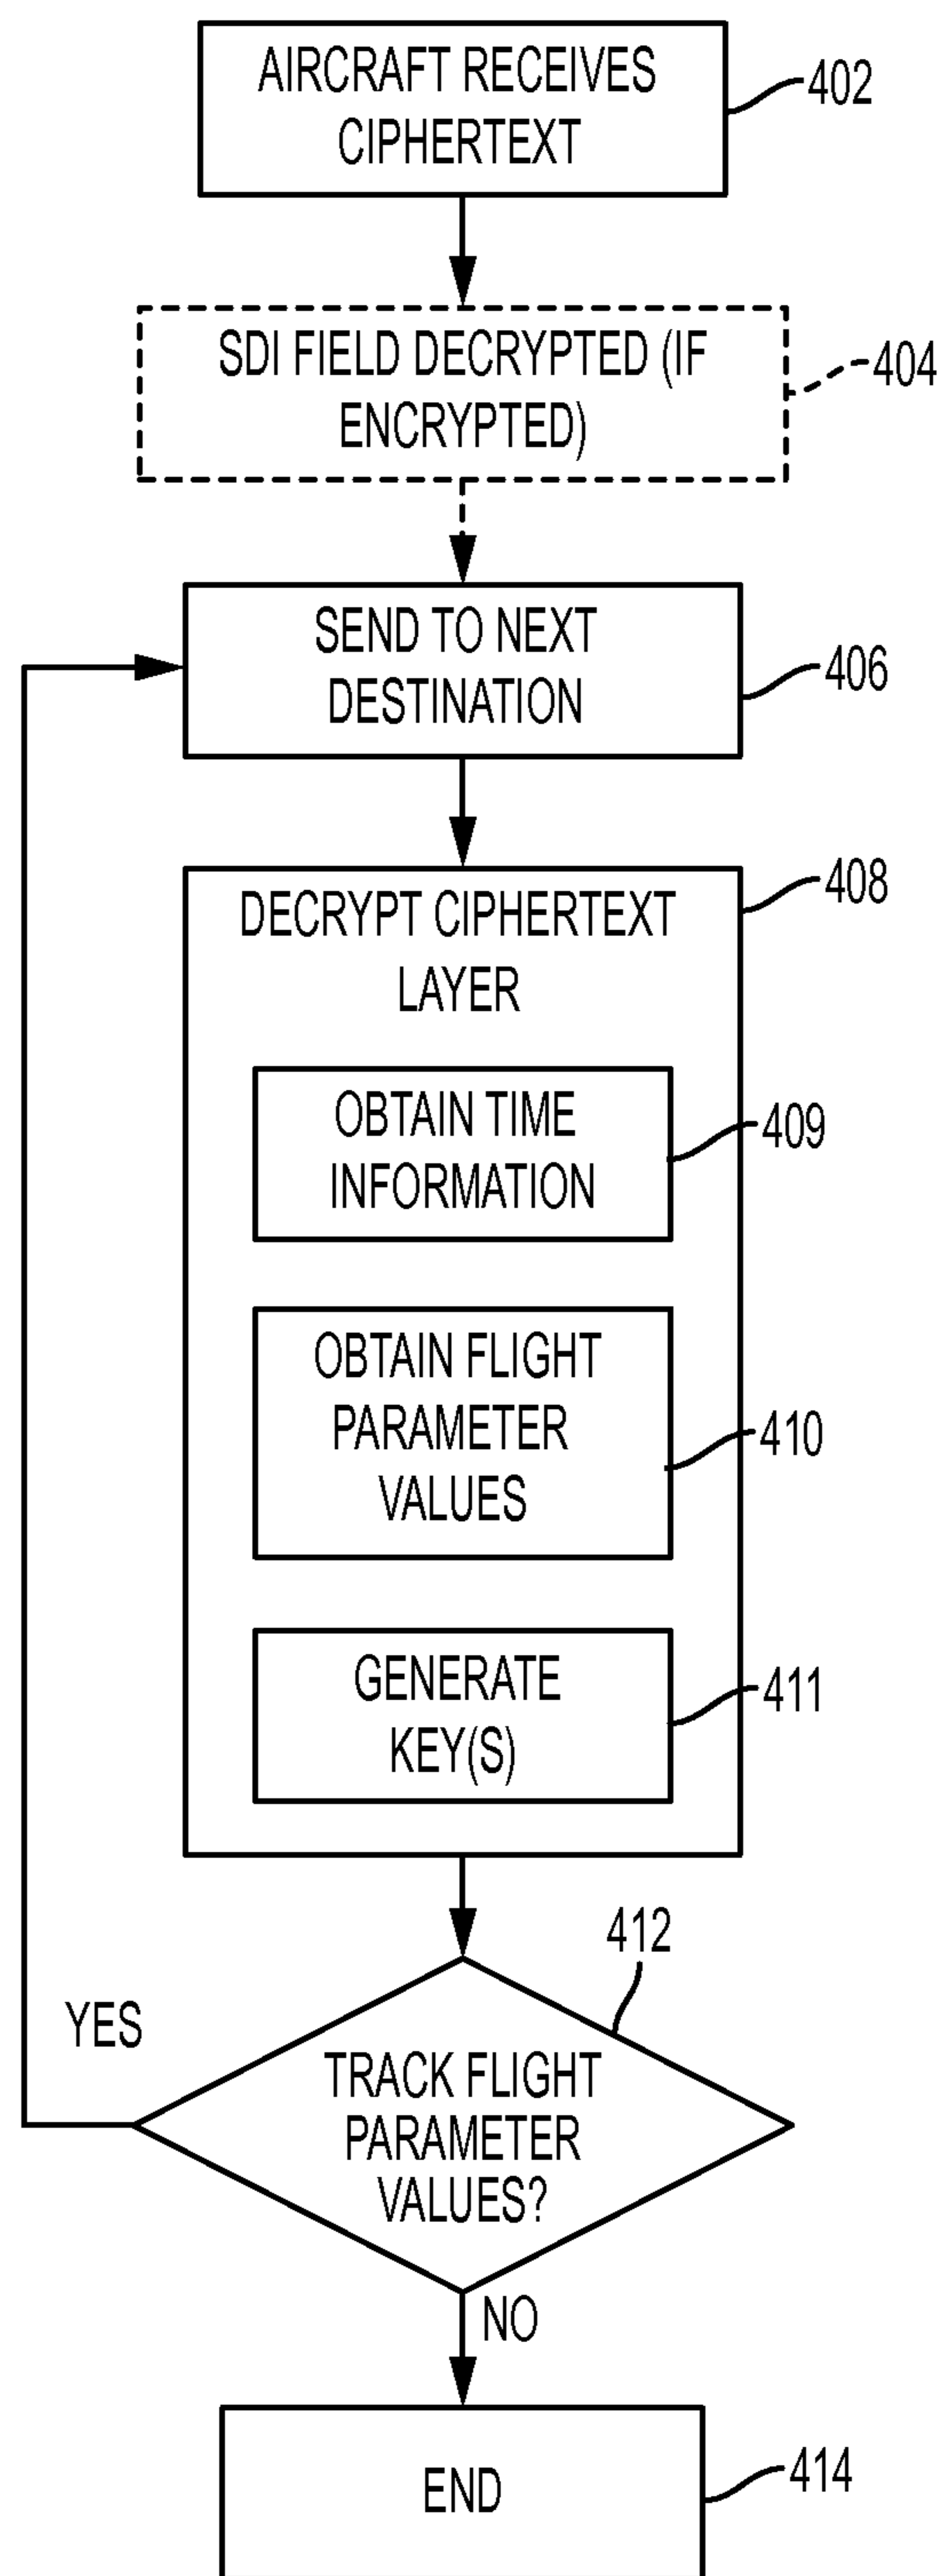 AIRCRAFT RECEIVES
CIPHERTEXT
402
SDI FIELD DECRYPTED (IF
ENCRYPTED)
404
SEND TO NEXT
DESTINATION
406
408
DECRYPT CIPHERTEXT
LAYER
OBTAIN TIME
INFORMATION
409
OBTAIN FLIGHT
PARAMETER
VALUES
410
GENERATE
KEY(S)
411
412
YES
TRACK FLIGHT
PARAMETER
VALUES?
NO
END
414